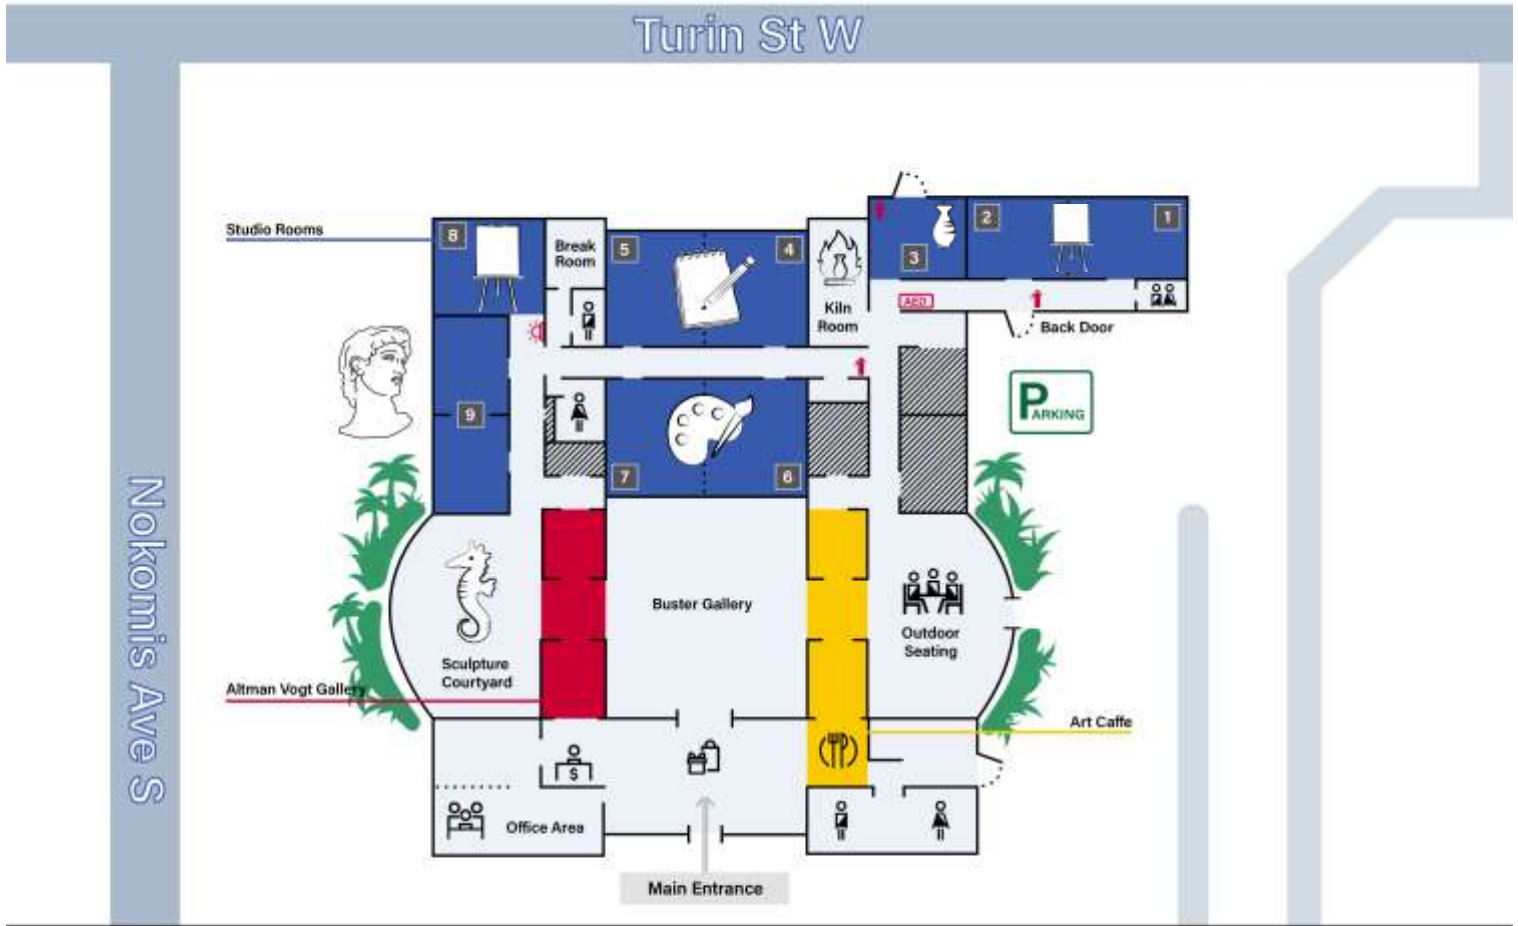 Turin St W
Nokomis Ave S
Studio Rooms
8
Break
Room
5
4
Kiln
Room
3
2
1
AED
Back Door
PARKING
9
7
6
Buster Gallery
Sculpture
Courtyard
Outdoor
Seating
Altman Vogt Gallery
Art Caffe
$
Office Area
Main Entrance